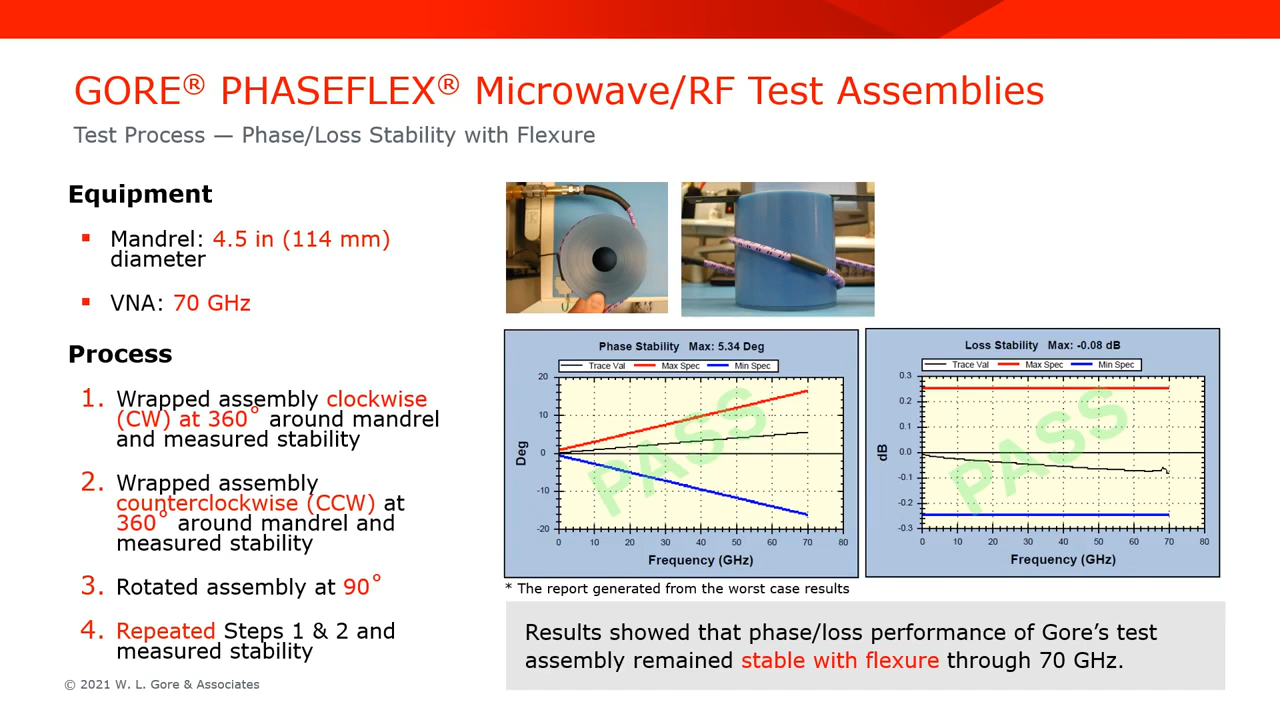 GORE® PHASEFLEX® Microwave/RF Test Assemblies
Test Process — Phase/Loss Stability with Flexure
Equipment
▪ Mandrel: 4.5 in (114 mm)
diameter
▪ VNA: 70 GHz
Process
1. Wrapped assembly clockwise
(CW) at 360˚ around mandrel
and measured stability
2. Wrapped assembly
counterclockwise (CCW) at
360˚ around mandrel and
measured stability
3. Rotated assembly at 90˚
4. Repeated Steps 1 & 2 and
measured stability
© 2021 W. L. Gore & Associates
Phase Stability Max: 5.34 Deg
Trace Val Max Spec Min Spec
20
10
0
-10
-20
Deg
PASS
0 10 20 30 40 50 60 70 80
Frequency (GHz)
Loss Stability Max: -0.08 dB
Trace Val Max Spec Min Spec
0.3
0.2
0.1
0.0
-0.1
-0.2
-0.3
dB
PASS
0 10 20 30 40 50 60 70 80
Frequency (GHz)
* The report generated from the worst case results
Results showed that phase/loss performance of Gore’s test
assembly remained stable with flexure through 70 GHz.